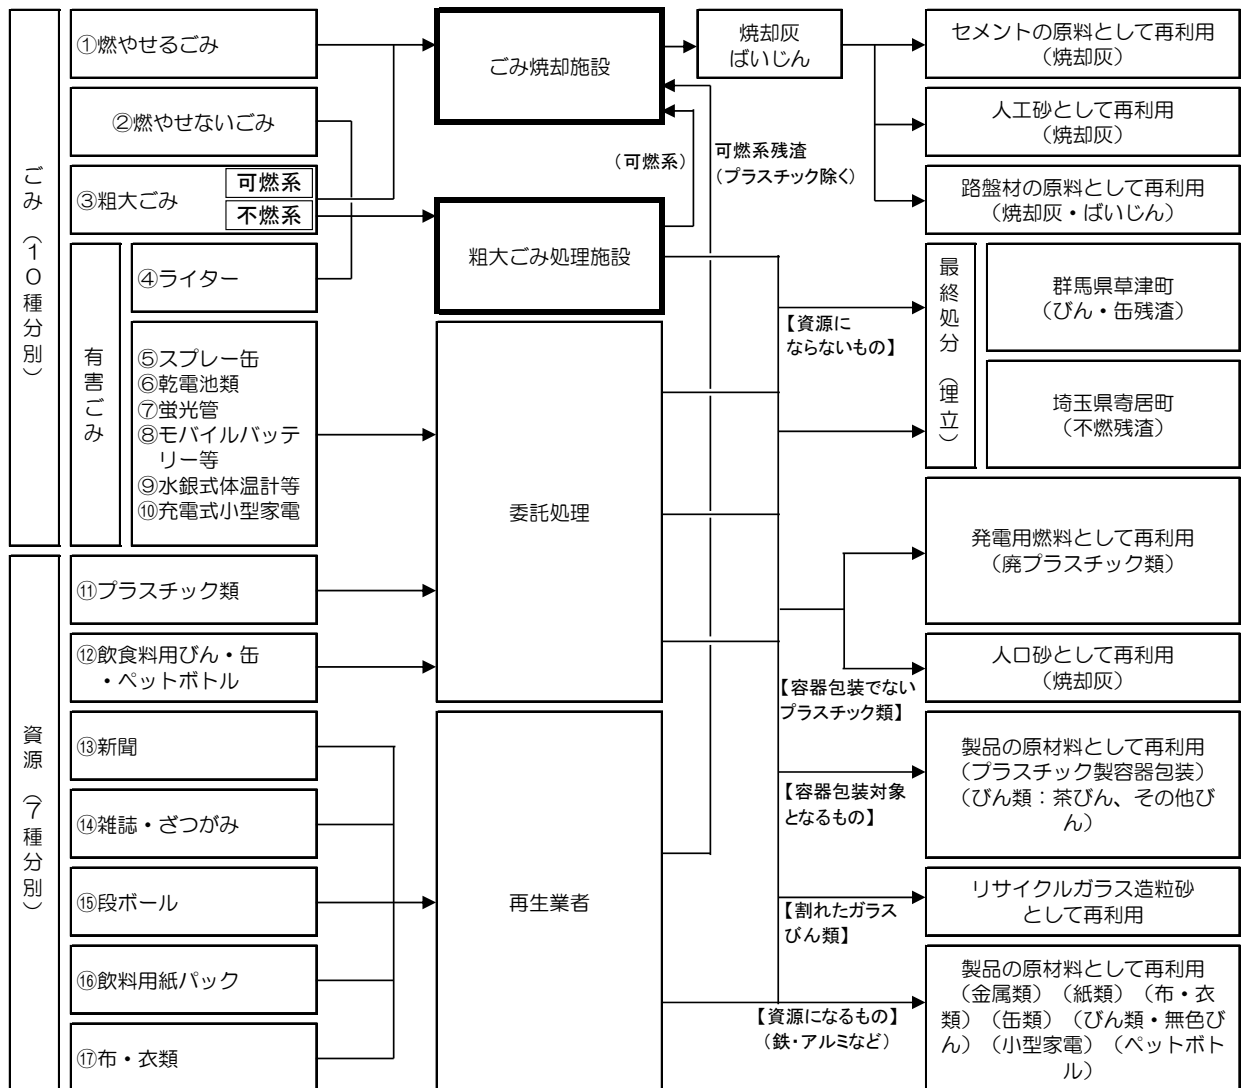 ごみ（１０種分別）
①燃やせるごみ
②燃やせないごみ
③粗大ごみ
可燃系
不燃系
有害ごみ
④ライター
⑤スプレー缶
⑥乾電池類
⑦蛍光管
⑧モバイルバッテ
リー等
⑨水銀式体温計等
⑩充電式小型家電
資源（７種分別）
⑪プラスチック類
⑫飲食料用びん・缶
・ペットボトル
⑬新聞
⑭雑誌・ざつがみ
⑮段ボール
⑯飲料用紙パック
⑰布・衣類
ごみ焼却施設
粗大ごみ処理施設
委託処理
再生業者
焼却灰
ばいじん
（可燃系）
可燃系残渣
（プラスチック除く）
【資源に
ならないもの】
【容器包装でない
プラスチック類】
【容器包装対象
となるもの】
【割れたガラス
びん類】
【資源になるもの】
（鉄・アルミなど）
セメントの原料として再利用
（焼却灰）
人工砂として再利用
（焼却灰）
路盤材の原料として再利用
（焼却灰・ばいじん）
最終処分（埋立）
群馬県草津町
（びん・缶残渣）
埼玉県寄居町
（不燃残渣）
発電用燃料として再利用
（廃プラスチック類）
人口砂として再利用
（焼却灰）
製品の原材料として再利用
（プラスチック製容器包装）
（びん類：茶びん、その他び
ん）
リサイクルガラス造粒砂
として再利用
製品の原材料として再利用
（金属類）（紙類）（布・衣
類）（缶類）（びん類・無色び
ん）（小型家電）（ペットボト
ル）